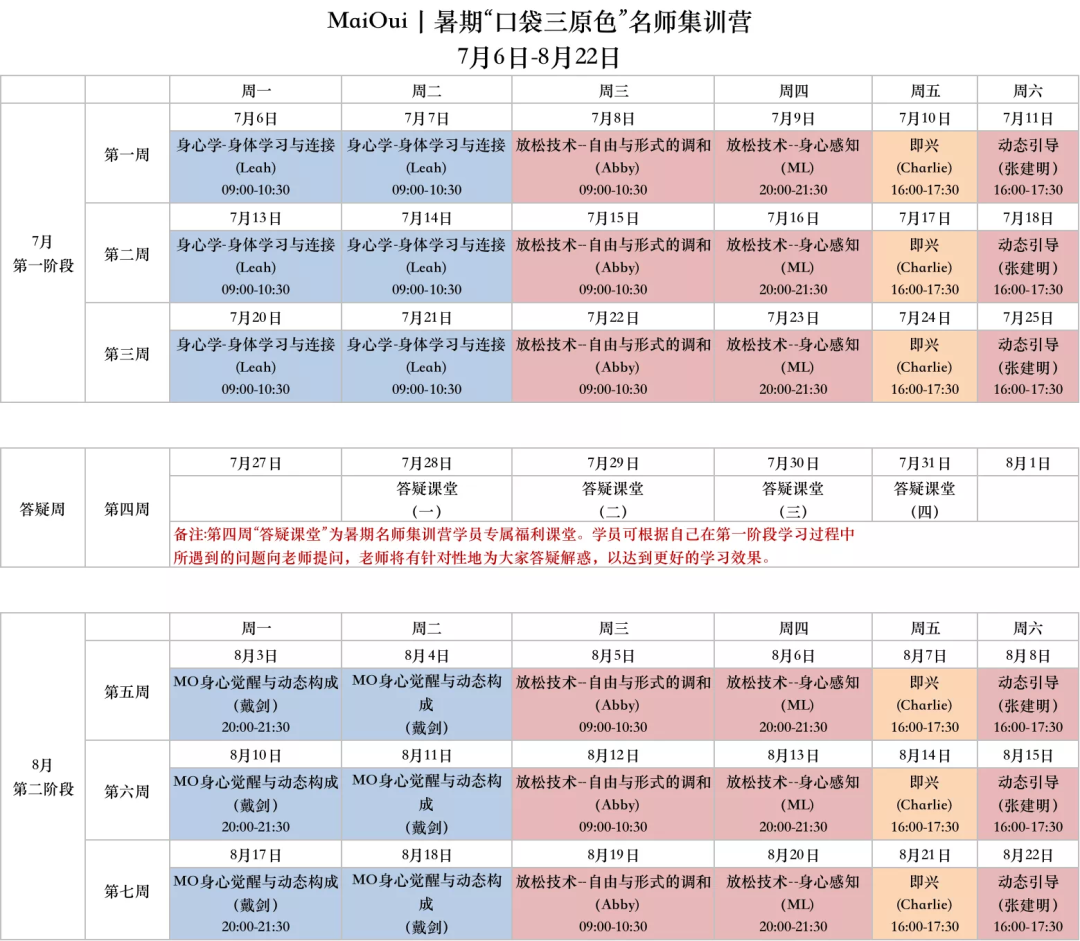 MaiOui丨暑期“口袋三原色”名师集训营
7月6日-8月22日
周一 周二 周三 周四 周五 周六
7月
第一阶段
第一周
7月6日 7月7日 7月8日 7月9日 7月10日 7月11日
身心学-身体学习与连接 身心学-身体学习与连接 放松技术--自由与形式的调和 放松技术--身心感知 即兴 动态引导
(Leah) (Leah) (Abby) (ML) (Charlie) (张建明)
09:00-10:30 09:00-10:30 09:00-10:30 20:00-21:30 16:00-17:30 16:00-17:30
第二周
7月13日 7月14日 7月15日 7月16日 7月17日 7月18日
身心学-身体学习与连接 身心学-身体学习与连接 放松技术--自由与形式的调和 放松技术--身心感知 即兴 动态引导
(Leah) (Leah) (Abby) (ML) (Charlie) (张建明)
09:00-10:30 09:00-10:30 09:00-10:30 20:00-21:30 16:00-17:30 16:00-17:30
第三周
7月20日 7月21日 7月22日 7月23日 7月24日 7月25日
身心学-身体学习与连接 身心学-身体学习与连接 放松技术--自由与形式的调和 放松技术--身心感知 即兴 动态引导
(Leah) (Leah) (Abby) (ML) (Charlie) (张建明)
09:00-10:30 09:00-10:30 09:00-10:30 20:00-21:30 16:00-17:30 16:00-17:30
答疑周
第四周
7月27日 7月28日 7月29日 7月30日 7月31日 8月1日
答疑课堂 答疑课堂 答疑课堂 答疑课堂
(一) (二) (三) (四)
备注:第四周“答疑课堂”为暑期名师集训营学员专属福利课堂。学员可根据自己在第一阶段学习过程中
所遇到的问题向老师提问，老师将有针对性地为大家答疑解惑，以达到更好的学习效果。
周一 周二 周三 周四 周五 周六
8月
第二阶段
第五周
8月3日 8月4日 8月5日 8月6日 8月7日 8月8日
MO身心觉醒与动态构成 MO身心觉醒与动态构 放松技术--自由与形式的调和 放松技术--身心感知 即兴 动态引导
(戴剑) 成 (Abby) (ML) (Charlie) (张建明)
20:00-21:30 (戴剑) 09:00-10:30 20:00-21:30 16:00-17:30 16:00-17:30
第六周
8月10日 8月11日 8月12日 8月13日 8月14日 8月15日
MO身心觉醒与动态构成 MO身心觉醒与动态构 放松技术--自由与形式的调和 放松技术--身心感知 即兴 动态引导
(戴剑) 成 (Abby) (ML) (Charlie) (张建明)
20:00-21:30 (戴剑) 09:00-10:30 20:00-21:30 16:00-17:30 16:00-17:30
第七周
8月17日 8月18日 8月19日 8月20日 8月21日 8月22日
MO身心觉醒与动态构成 MO身心觉醒与动态构 放松技术--自由与形式的调和 放松技术--身心感知 即兴 动态引导
(戴剑) 成 (Abby) (ML) (Charlie) (张建明)
20:00-21:30 (戴剑) 09:00-10:30 20:00-21:30 16:00-17:30 16:00-17:30